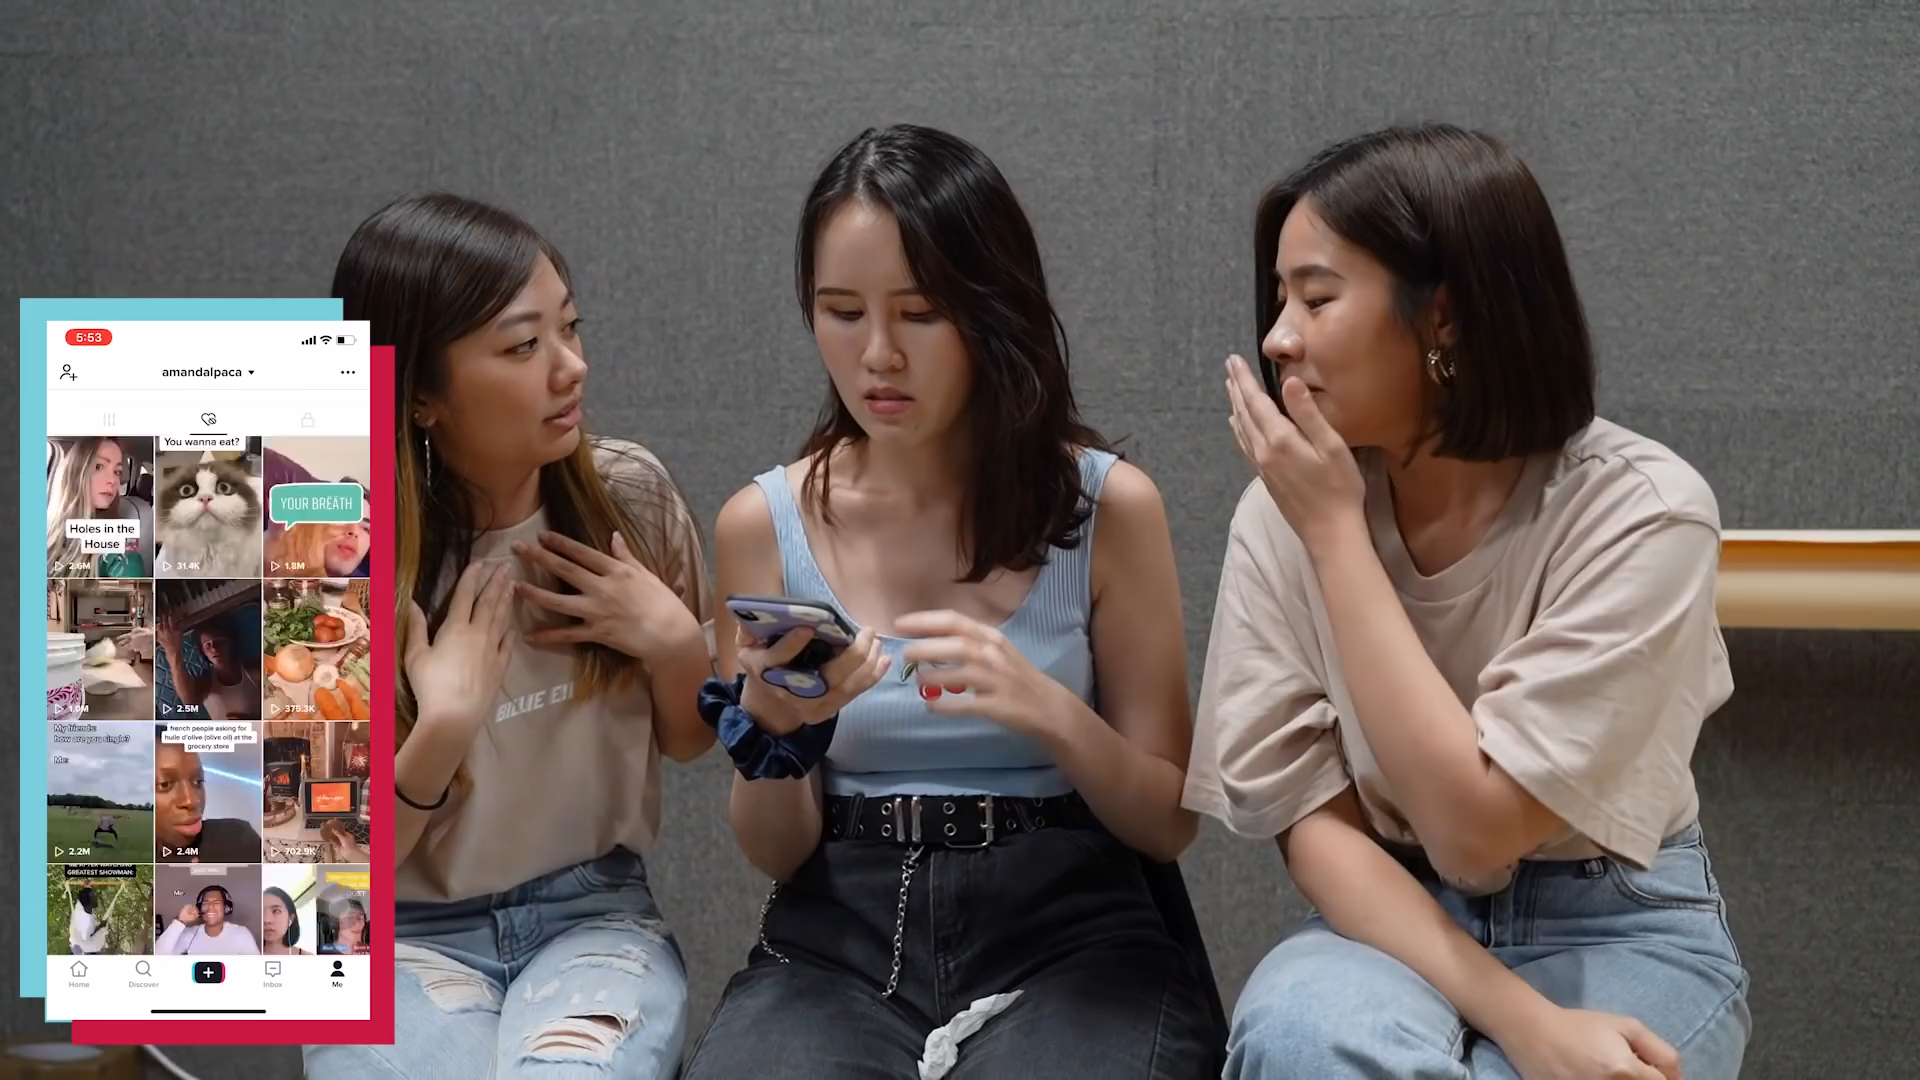 5:53
amandalpaca
You wanna eat?
Holes in the
House
YOUR BRËATH
2.6M
31.4K
1.8M
1.0M
2.5M
375.3K
My friends:
how are you single?
Me:
french people asking for
huile d'olive (olive oil) at the
grocery store
2.2M
2.4M
702.9K
GREATEST SHOWMAN:
Me:
Home
Discover
Inbox
Me
BILLIE EI